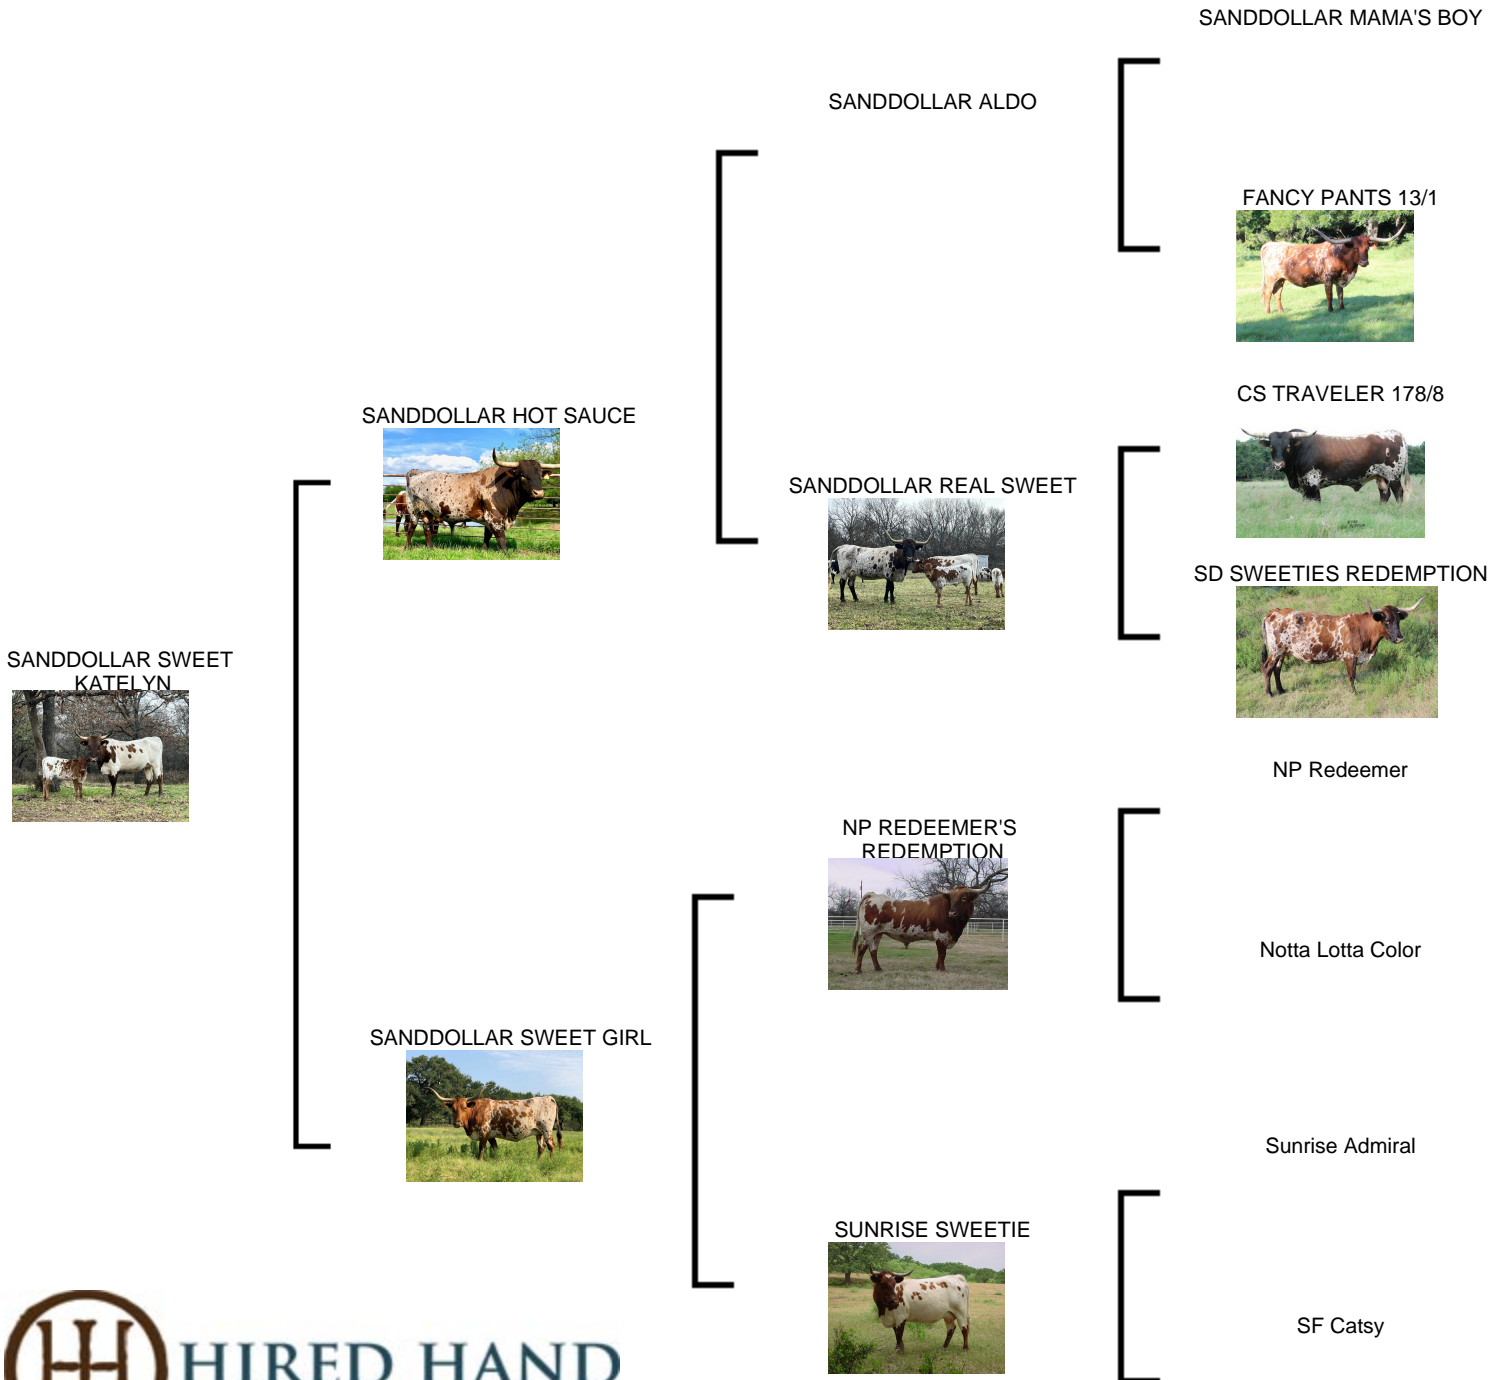 SANDDOLLAR MAMA'S BOY
SANDDOLLAR ALDO
FANCY PANTS 13/1
CS TRAVELER 178/8
SANDDOLLAR HOT SAUCE
SANDDOLLAR REAL SWEET
SD SWEETIES REDEMPTION
SANDDOLLAR SWEET
KATELYN
NP Redeemer
NP REDEEMER'S
REDEMPTION
Notta Lotta Color
SANDDOLLAR SWEET GIRL
Sunrise Admiral
SUNRISE SWEETIE
SF Catsy
HIRED HAND